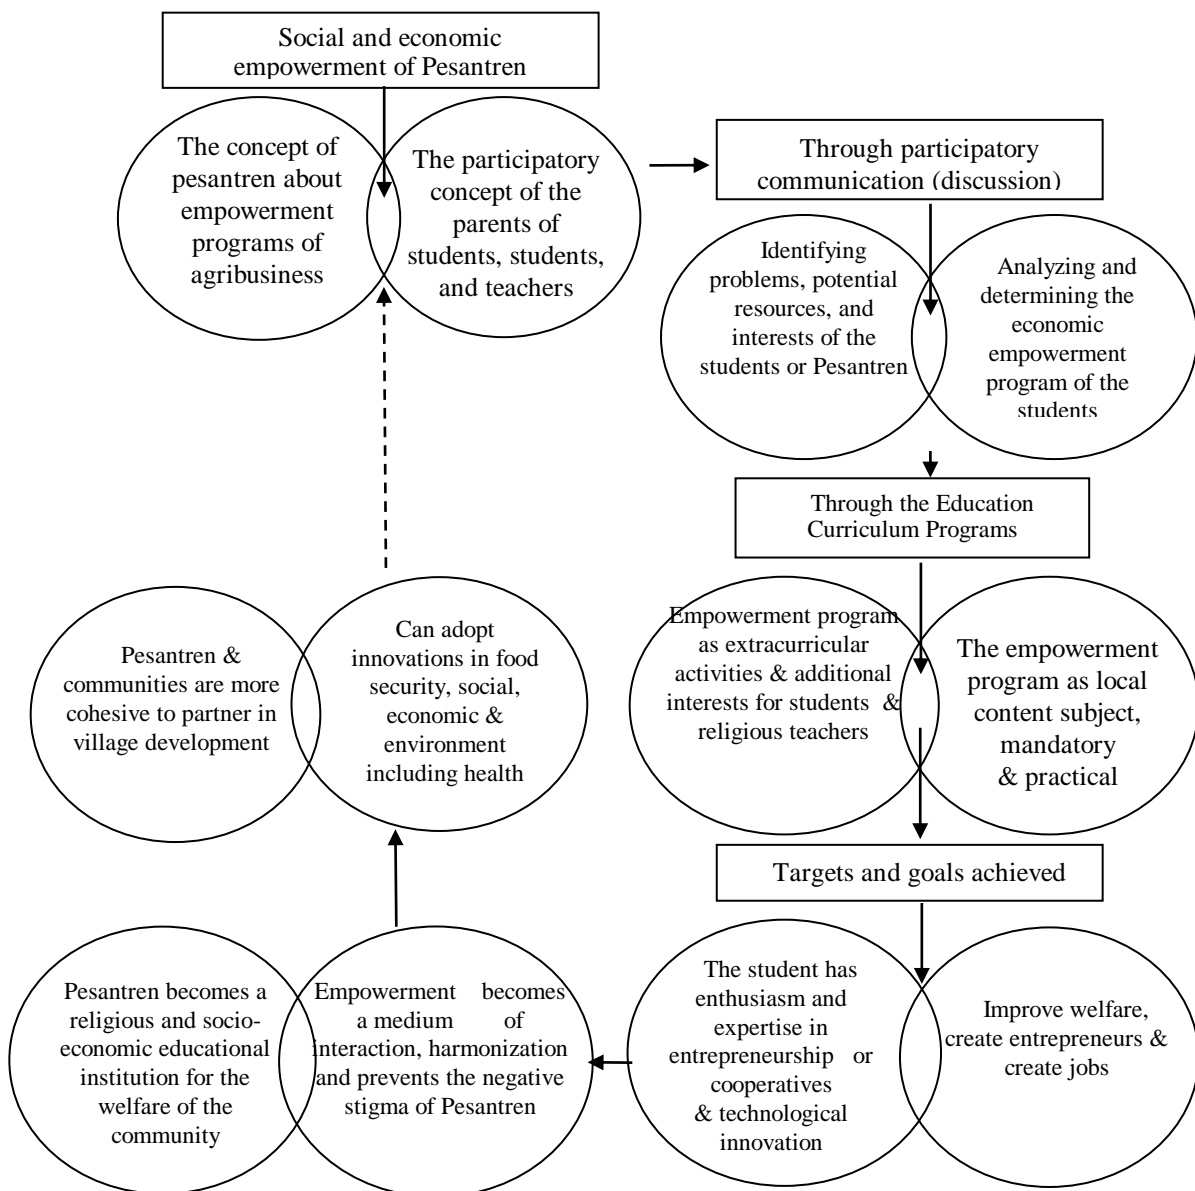 Social and economic
empowerment of Pesantren
The concept of
pesantren about
empowerment
programs of
agribusiness
The participatory
concept of the
parents of
students, students,
and teachers
Through participatory
communication (discussion)
Identifying
problems, potential
resources, and
interests of the
students or Pesantren
Analyzing and
determining the
economic
empowerment
program of the
students
Through the Education
Curriculum Programs
Empowerment program
as extracurricular
activities & additional
interests for students &
religious teachers
The empowerment
program as local
content subject,
mandatory
& practical
Targets and goals achieved
The student has
enthusiasm and
expertise in
entrepreneurship or
cooperatives
& technological
innovation
Improve welfare,
create entrepreneurs &
create jobs
Empowerment becomes
a medium of
interaction, harmonization
and prevents the negative
stigma of Pesantren
Pesantren becomes a
religious and socio-
economic educational
institution for the
welfare of the
community
Pesantren &
communities are more
cohesive to partner in
village development
Can adopt
innovations in food
security, social,
economic &
environment
including health